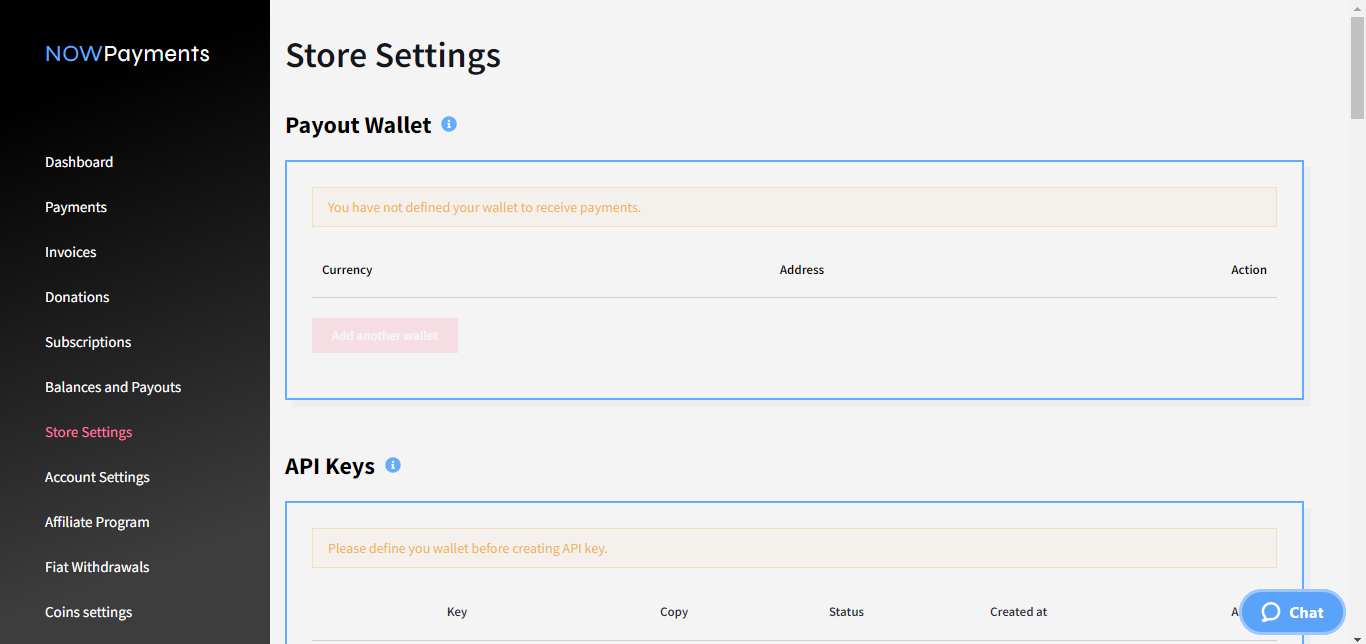 NOWPayments
Dashboard
Payments
Invoices
Donations
Subscriptions
Balances and Payouts
Store Settings
Account Settings
Affiliate Program
Fiat Withdrawals
Coins settings
Store Settings
Payout Wallet
You have not defined your wallet to receive payments.
Currency Address Action
Add another wallet
API Keys
Please define you wallet before creating API key.
Key Copy Status Created at
Chat